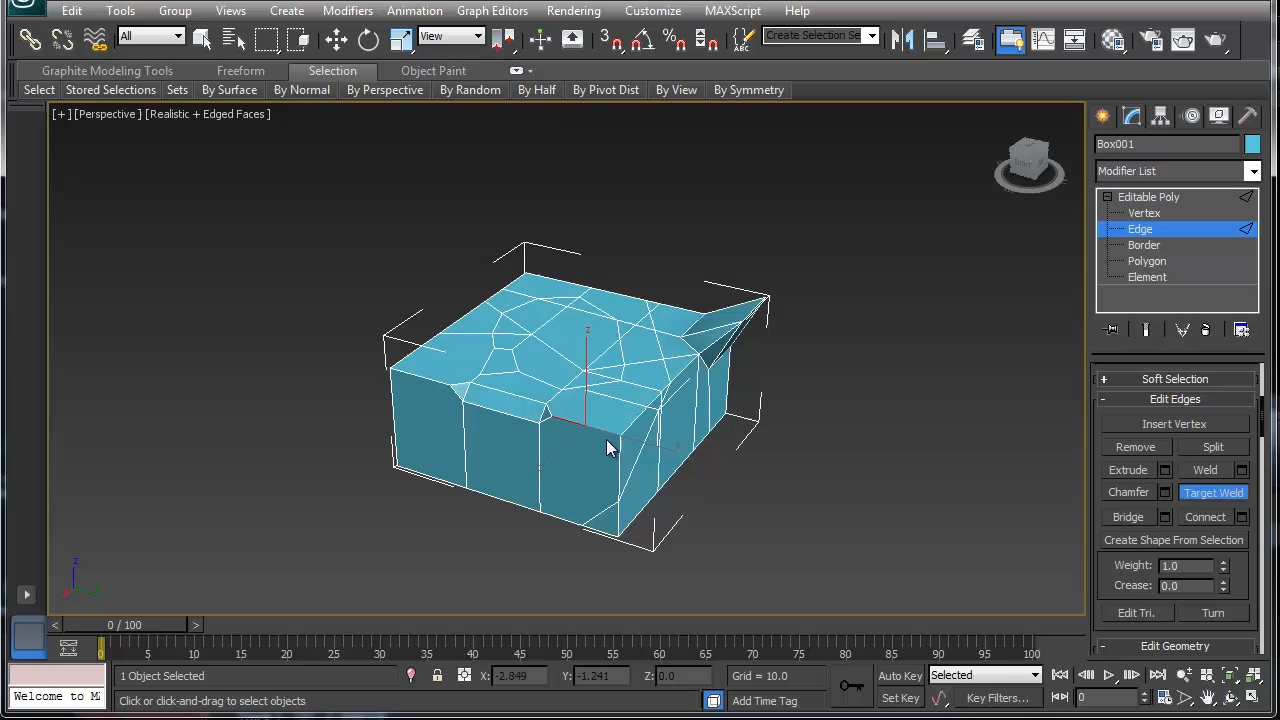 Edit Tools Group Views Create Modifiers Animation Graph Editors Rendering Customize MAXScript Help
All View 3 % ABC Create Selection Se
Graphite Modeling Tools Freeform Selection Object Paint
Select Stored Selections Sets By Surface By Normal By Perspective By Random By Half By Pivot Dist By View By Symmetry
[ + ] [Perspective ] [Realistic + Edged Faces ]
Box001
Modifier List
Editable Poly
Vertex
Edge
Border
Polygon
Element
+ Soft Selection
- Edit Edges
Insert Vertex
Remove Split
Extrude Weld
Chamfer Target Weld
Bridge Connect
Create Shape From Selection
Weight: 1.0
Crease: 0.0
Edit Tri. Turn
- Edit Geometry
z
z
< 0 / 100 >
0 5 10 15 20 25 30 35 40 45 50 55 60 65 70 75 80 85 90 95 100
1 Object Selected X: -2.849 Y: -1.241 Z: 0.0 Grid = 10.0 Auto Key Selected
Welcome to MA Click or click-and-drag to select objects Add Time Tag Set Key Key Filters... 0